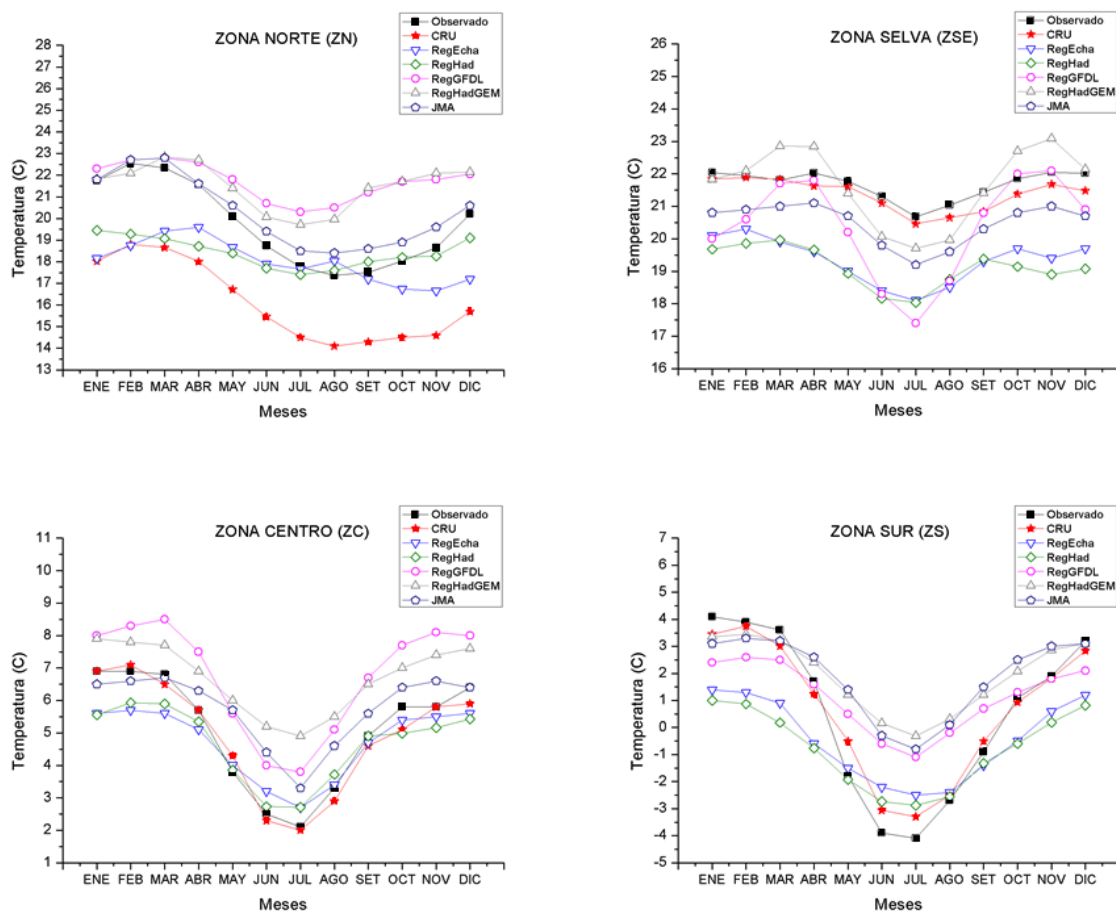 ZONA NORTE (ZN)
Observado
CRU
RegEcha
RegHad
RegGFDL
RegHadGEM
JMA
Temperatura (C)
28
27
26
25
24
23
22
21
20
19
18
17
16
15
14
13
ENE FEB MAR ABR MAY JUN JUL AGO SET OCT NOV DIC
Meses
ZONA SELVA (ZSE)
Observado
CRU
RegEcha
RegHad
RegGFDL
RegHadGEM
JMA
Temperatura (C)
26
25
24
23
22
21
20
19
18
17
16
ENE FEB MAR ABR MAY JUN JUL AGO SET OCT NOV DIC
Meses
ZONA CENTRO (ZC)
Observado
CRU
RegEcha
RegHad
RegGFDL
RegHadGEM
JMA
Temperatura (C)
11
10
9
8
7
6
5
4
3
2
1
ENE FEB MAR ABR MAY JUN JUL AGO SET OCT NOV DIC
Meses
ZONA SUR (ZS)
Observado
CRU
RegEcha
RegHad
RegGFDL
RegHadGEM
JMA
Temperatura (C)
7
6
5
4
3
2
1
0
-1
-2
-3
-4
-5
ENE FEB MAR ABR MAY JUN JUL AGO SET OCT NOV DIC
Meses